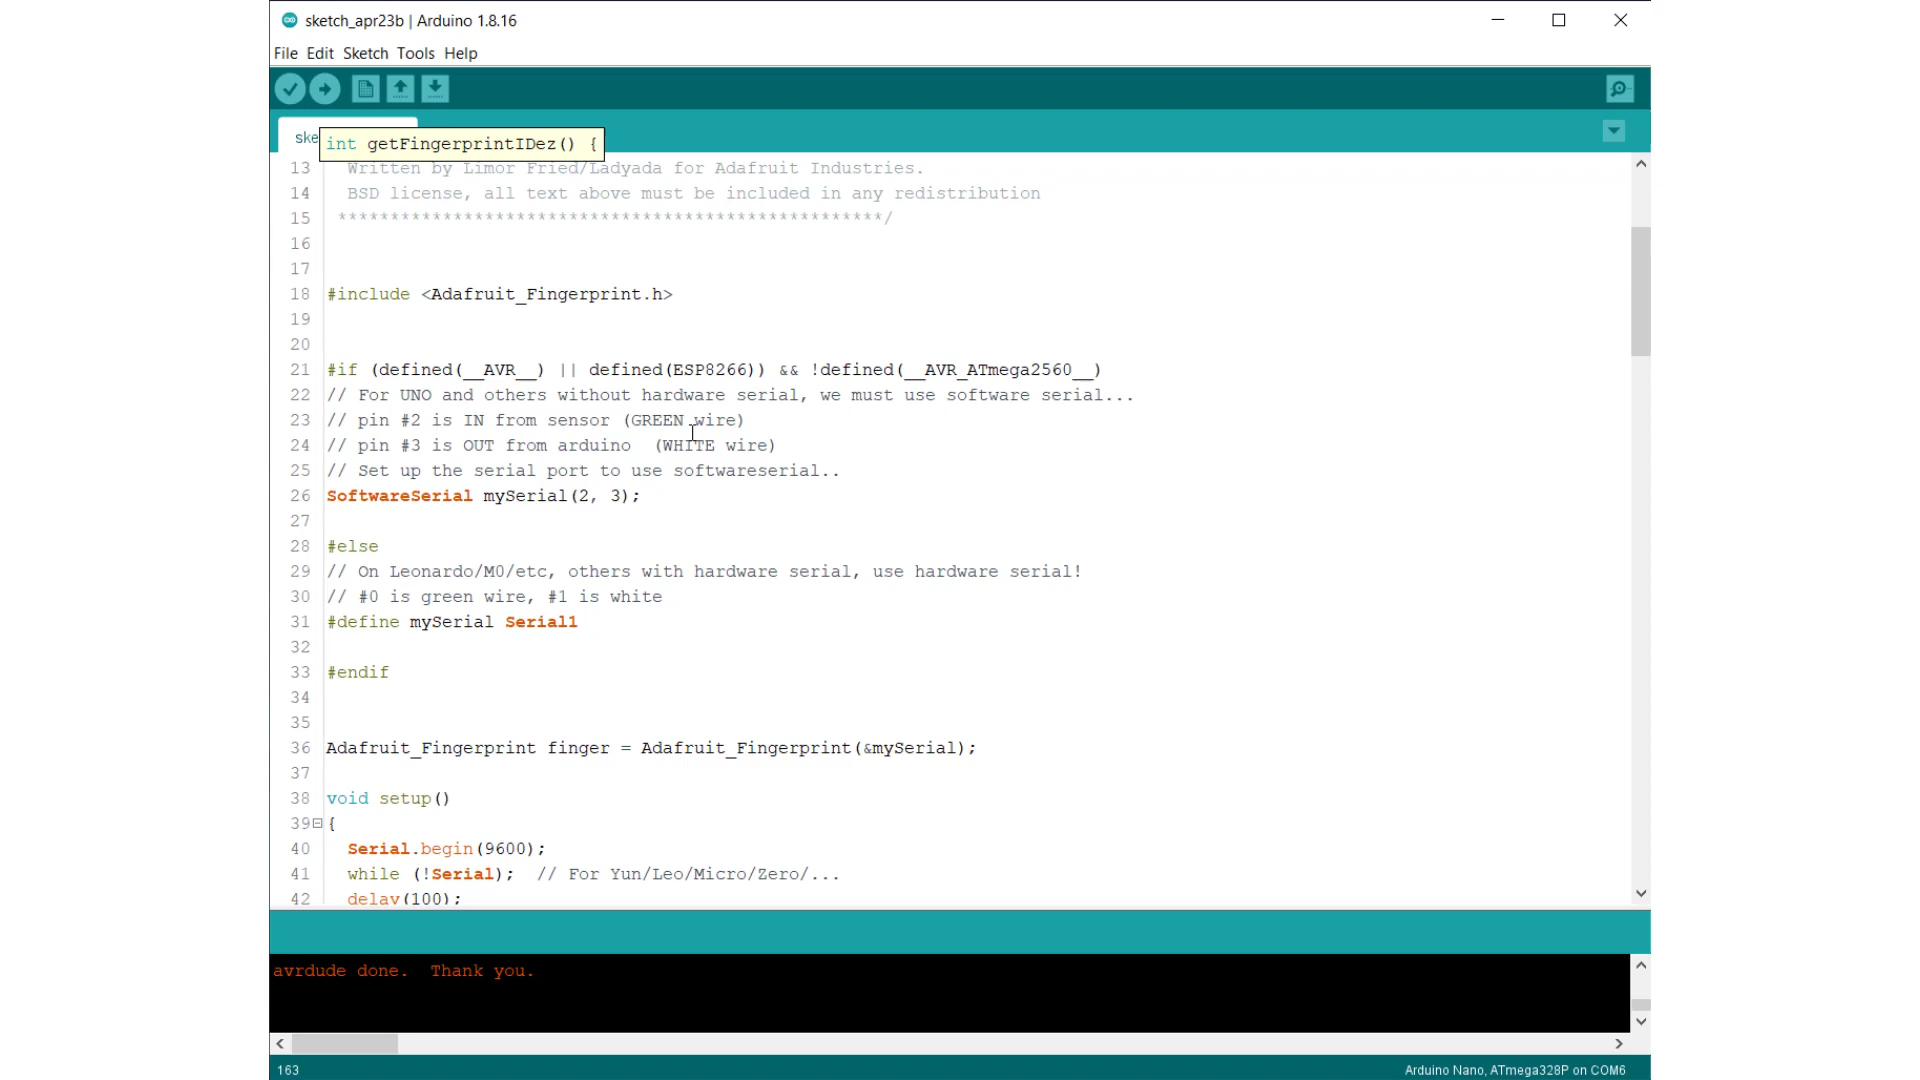 sketch_apr23b | Arduino 1.8.16
File Edit Sketch Tools Help
ske
int getFingerprintIDez() {
13 Written by Limor Fried/Ladyada for Adafruit Industries.
14 BSD license, all text above must be included in any redistribution
15 ****************************************************/
16
17
18 #include <Adafruit_Fingerprint.h>
19
20
21 #if (defined(__AVR__) || defined(ESP8266)) && !defined(__AVR_ATmega2560__)
22 // For UNO and others without hardware serial, we must use software serial...
23 // pin #2 is IN from sensor (GREEN wire)
24 // pin #3 is OUT from arduino  (WHITE wire)
25 // Set up the serial port to use softwareserial..
26 SoftwareSerial mySerial(2, 3);
27
28 #else
29 // On Leonardo/M0/etc, others with hardware serial, use hardware serial!
30 // #0 is green wire, #1 is white
31 #define mySerial Serial1
32
33 #endif
34
35
36 Adafruit_Fingerprint finger = Adafruit_Fingerprint(&mySerial);
37
38 void setup()
39 {
40 Serial.begin(9600);
41 while (!Serial);  // For Yun/Leo/Micro/Zero/...
42 delay(100);
avrdude done.  Thank you.
163
Arduino Nano, ATmega328P on COM6